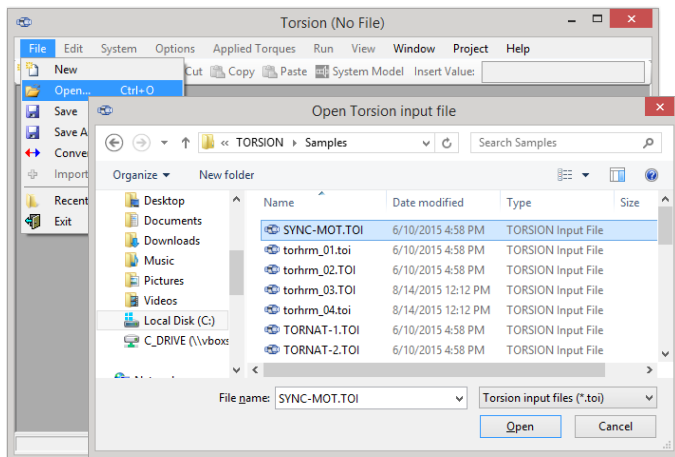 Torsion (No File)
File Edit System Options Applied Torques Run View Window Project Help
New
Cut Copy Paste System Model Insert Value:
Open... Ctrl+O
Save
Open Torsion input file
Save A
Conve
« TORSION Samples
Search Samples
Import
Organize New folder
Recent
Exit
Name Date modified Type Size
Desktop
Documents
Downloads
Music
Pictures
Videos
Local Disk (C:)
C_DRIVE (\\vboxs
SYNC-MOT.TOI 6/10/2015 4:58 PM TORSION Input File
torhrm_01.toi 6/10/2015 4:58 PM TORSION Input File
torhrm_02.TOI 6/10/2015 4:58 PM TORSION Input File
torhrm_03.TOI 8/14/2015 12:12 PM TORSION Input File
torhrm_04.toi 8/14/2015 12:12 PM TORSION Input File
TORNAT-1.TOI 6/10/2015 4:58 PM TORSION Input File
TORNAT-2.TOI 6/10/2015 4:58 PM TORSION Input File
File name: SYNC-MOT.TOI Torsion input files (*.toi)
Open Cancel